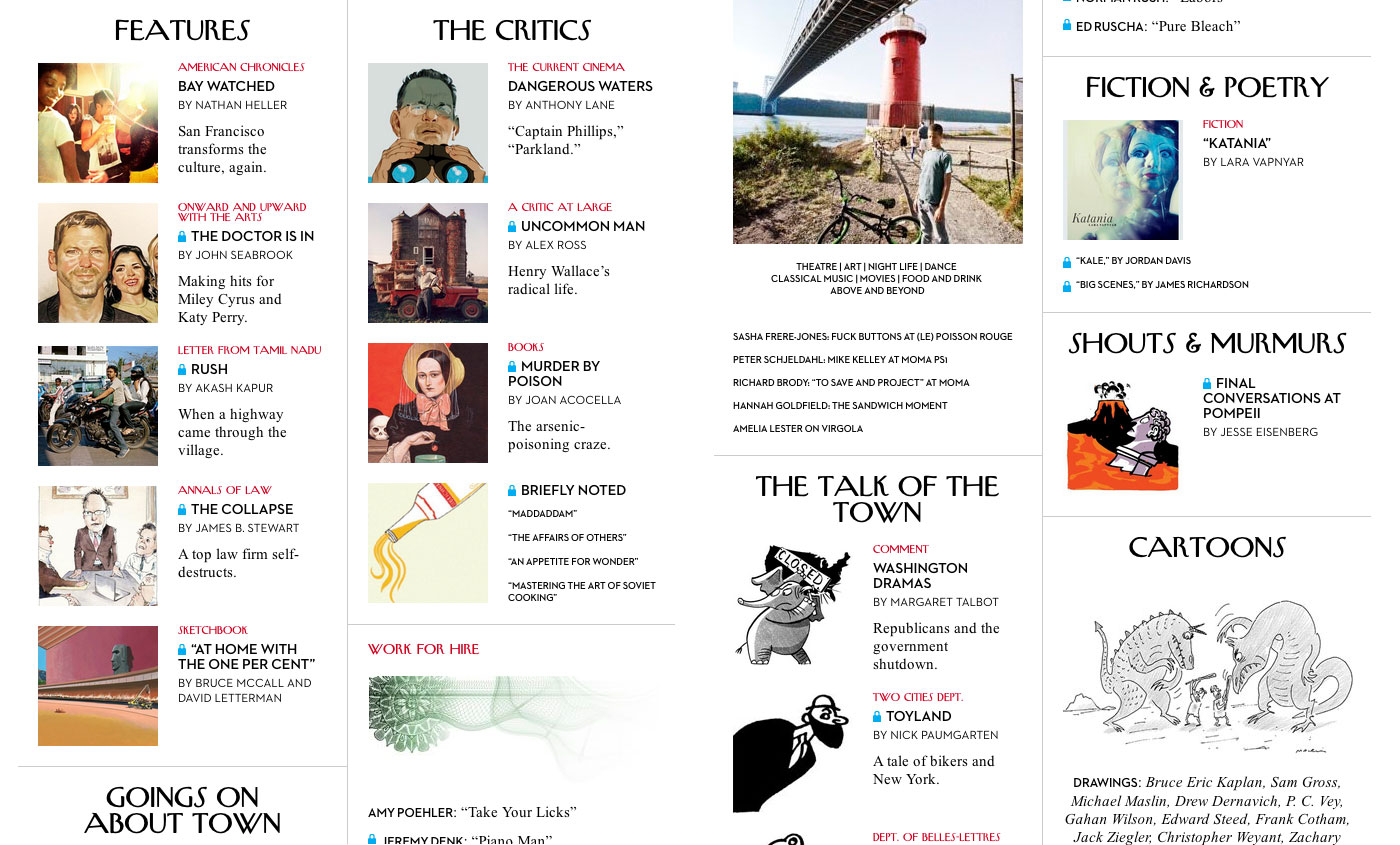 FEATURES
AMERICAN CHRONICLES
BAY WATCHED
BY NATHAN HELLER
San Francisco
transforms the
culture, again.
ONWARD AND UPWARD
WITH THE ARTS
THE DOCTOR IS IN
BY JOHN SEABROOK
Making hits for
Miley Cyrus and
Katy Perry.
LETTER FROM TAMIL NADU
RUSH
BY AKASH KAPUR
When a highway
came through the
village.
ANNALS OF LAW
THE COLLAPSE
BY JAMES B. STEWART
A top law firm self-
destructs.
SKETCHBOOK
“AT HOME WITH
THE ONE PER CENT”
BY BRUCE MCCALL AND
DAVID LETTERMAN
GOINGS ON
ABOUT TOWN
THE CRITICS
THE CURRENT CINEMA
DANGEROUS WATERS
BY ANTHONY LANE
“Captain Phillips,”
“Parkland.”
A CRITIC AT LARGE
UNCOMMON MAN
BY ALEX ROSS
Henry Wallace’s
radical life.
BOOKS
MURDER BY
POISON
BY JOAN ACOCELLA
The arsenic-
poisoning craze.
BRIEFLY NOTED
“MADDADDAM”
“THE AFFAIRS OF OTHERS”
“AN APPETITE FOR WONDER”
“MASTERING THE ART OF SOVIET
COOKING”
WORK FOR HIRE
AMY POEHLER: “Take Your Licks”
JEREMY DENK: “Piano Man”
THEATRE | ART | NIGHT LIFE | DANCE
CLASSICAL MUSIC | MOVIES | FOOD AND DRINK
ABOVE AND BEYOND
SASHA FRERE-JONES: FUCK BUTTONS AT (LE) POISSON ROUGE
PETER SCHJELDAHL: MIKE KELLEY AT MOMA PS1
RICHARD BRODY: “TO SAVE AND PROJECT” AT MOMA
HANNAH GOLDFIELD: THE SANDWICH MOMENT
AMELIA LESTER ON VIRGOLA
THE TALK OF THE
TOWN
CLOSED
COMMENT
WASHINGTON
DRAMAS
BY MARGARET TALBOT
Republicans and the
government
shutdown.
TWO CITIES DEPT.
TOYLAND
BY NICK PAUMGARTEN
A tale of bikers and
New York.
DEPT. OF BELLES-LETTRES
NORMAN RUSH: “Labors”
ED RUSCHA: “Pure Bleach”
FICTION & POETRY
Katania
LARA VAPNYAR
FICTION
“KATANIA”
BY LARA VAPNYAR
“KALE,” BY JORDAN DAVIS
“BIG SCENES,” BY JAMES RICHARDSON
SHOUTS & MURMURS
FINAL
CONVERSATIONS AT
POMPEII
BY JESSE EISENBERG
CARTOONS
DRAWINGS: Bruce Eric Kaplan, Sam Gross,
Michael Maslin, Drew Dernavich, P. C. Vey,
Gahan Wilson, Edward Steed, Frank Cotham,
Jack Ziegler, Christopher Weyant, Zachary